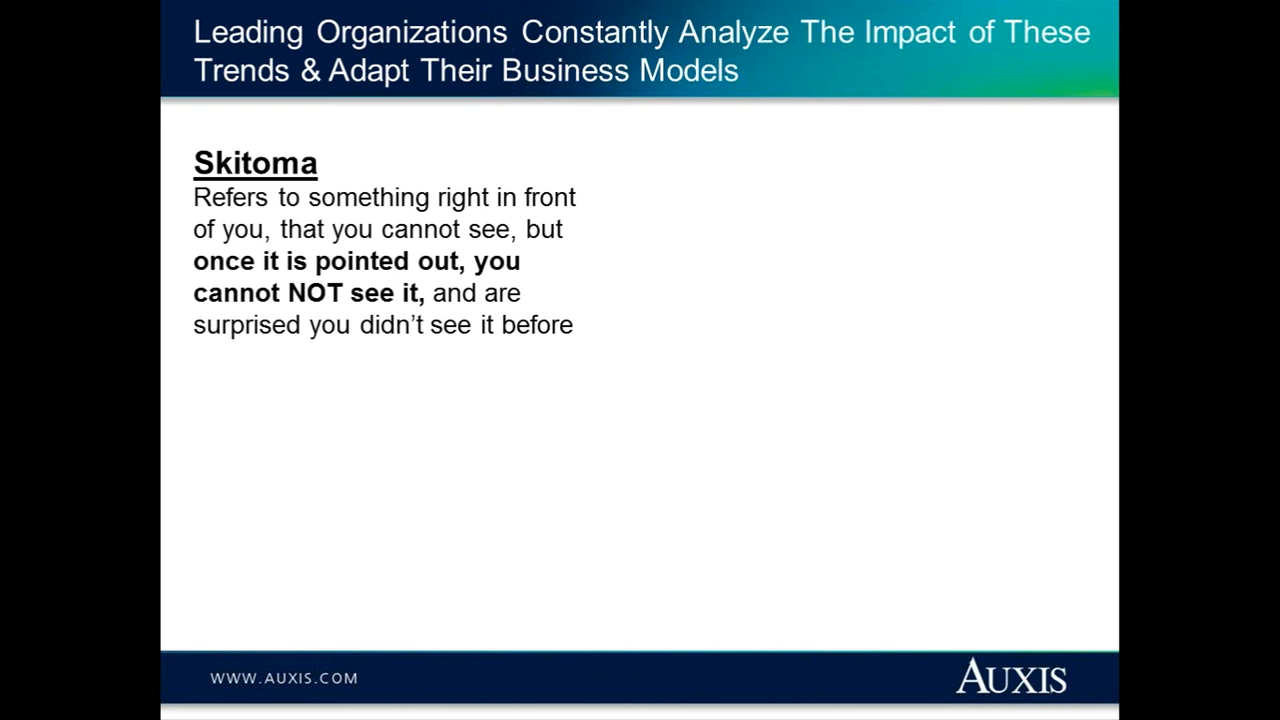 Leading Organizations Constantly Analyze The Impact of These
Trends & Adapt Their Business Models
Skitoma
Refers to something right in front
of you, that you cannot see, but
once it is pointed out, you
cannot NOT see it, and are
surprised you didn’t see it before
WWW.AUXIS.COM
AUXIS